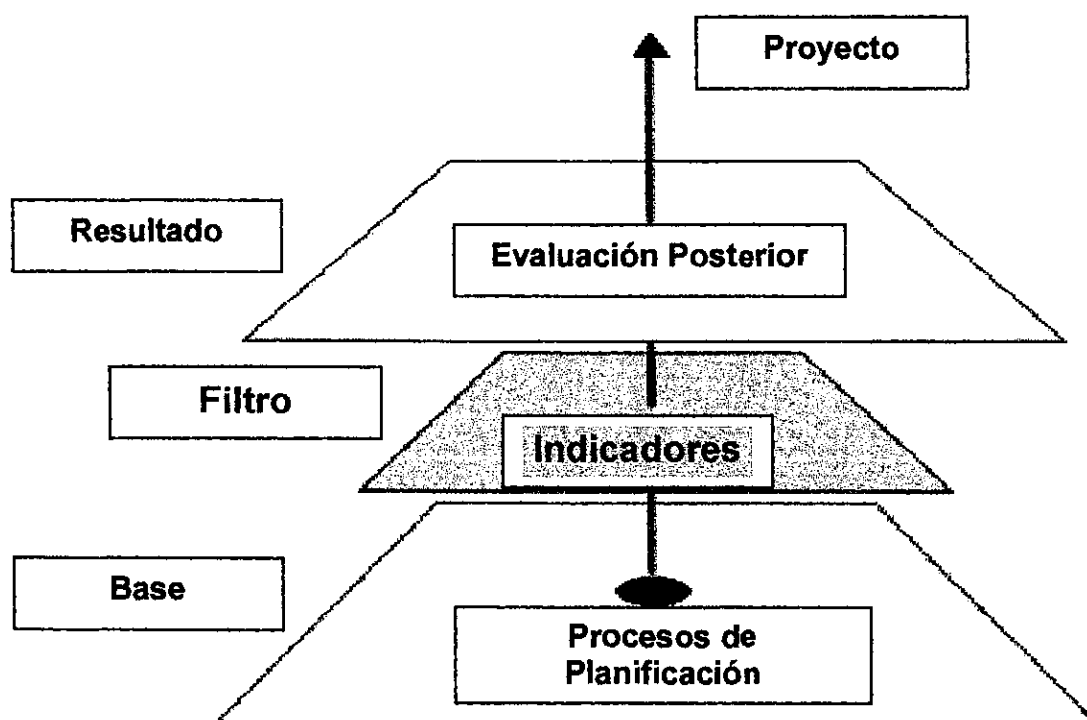 Proyecto
Resultado
Evaluación Posterior
Filtro
Indicadores
Base
Procesos de
Planificación